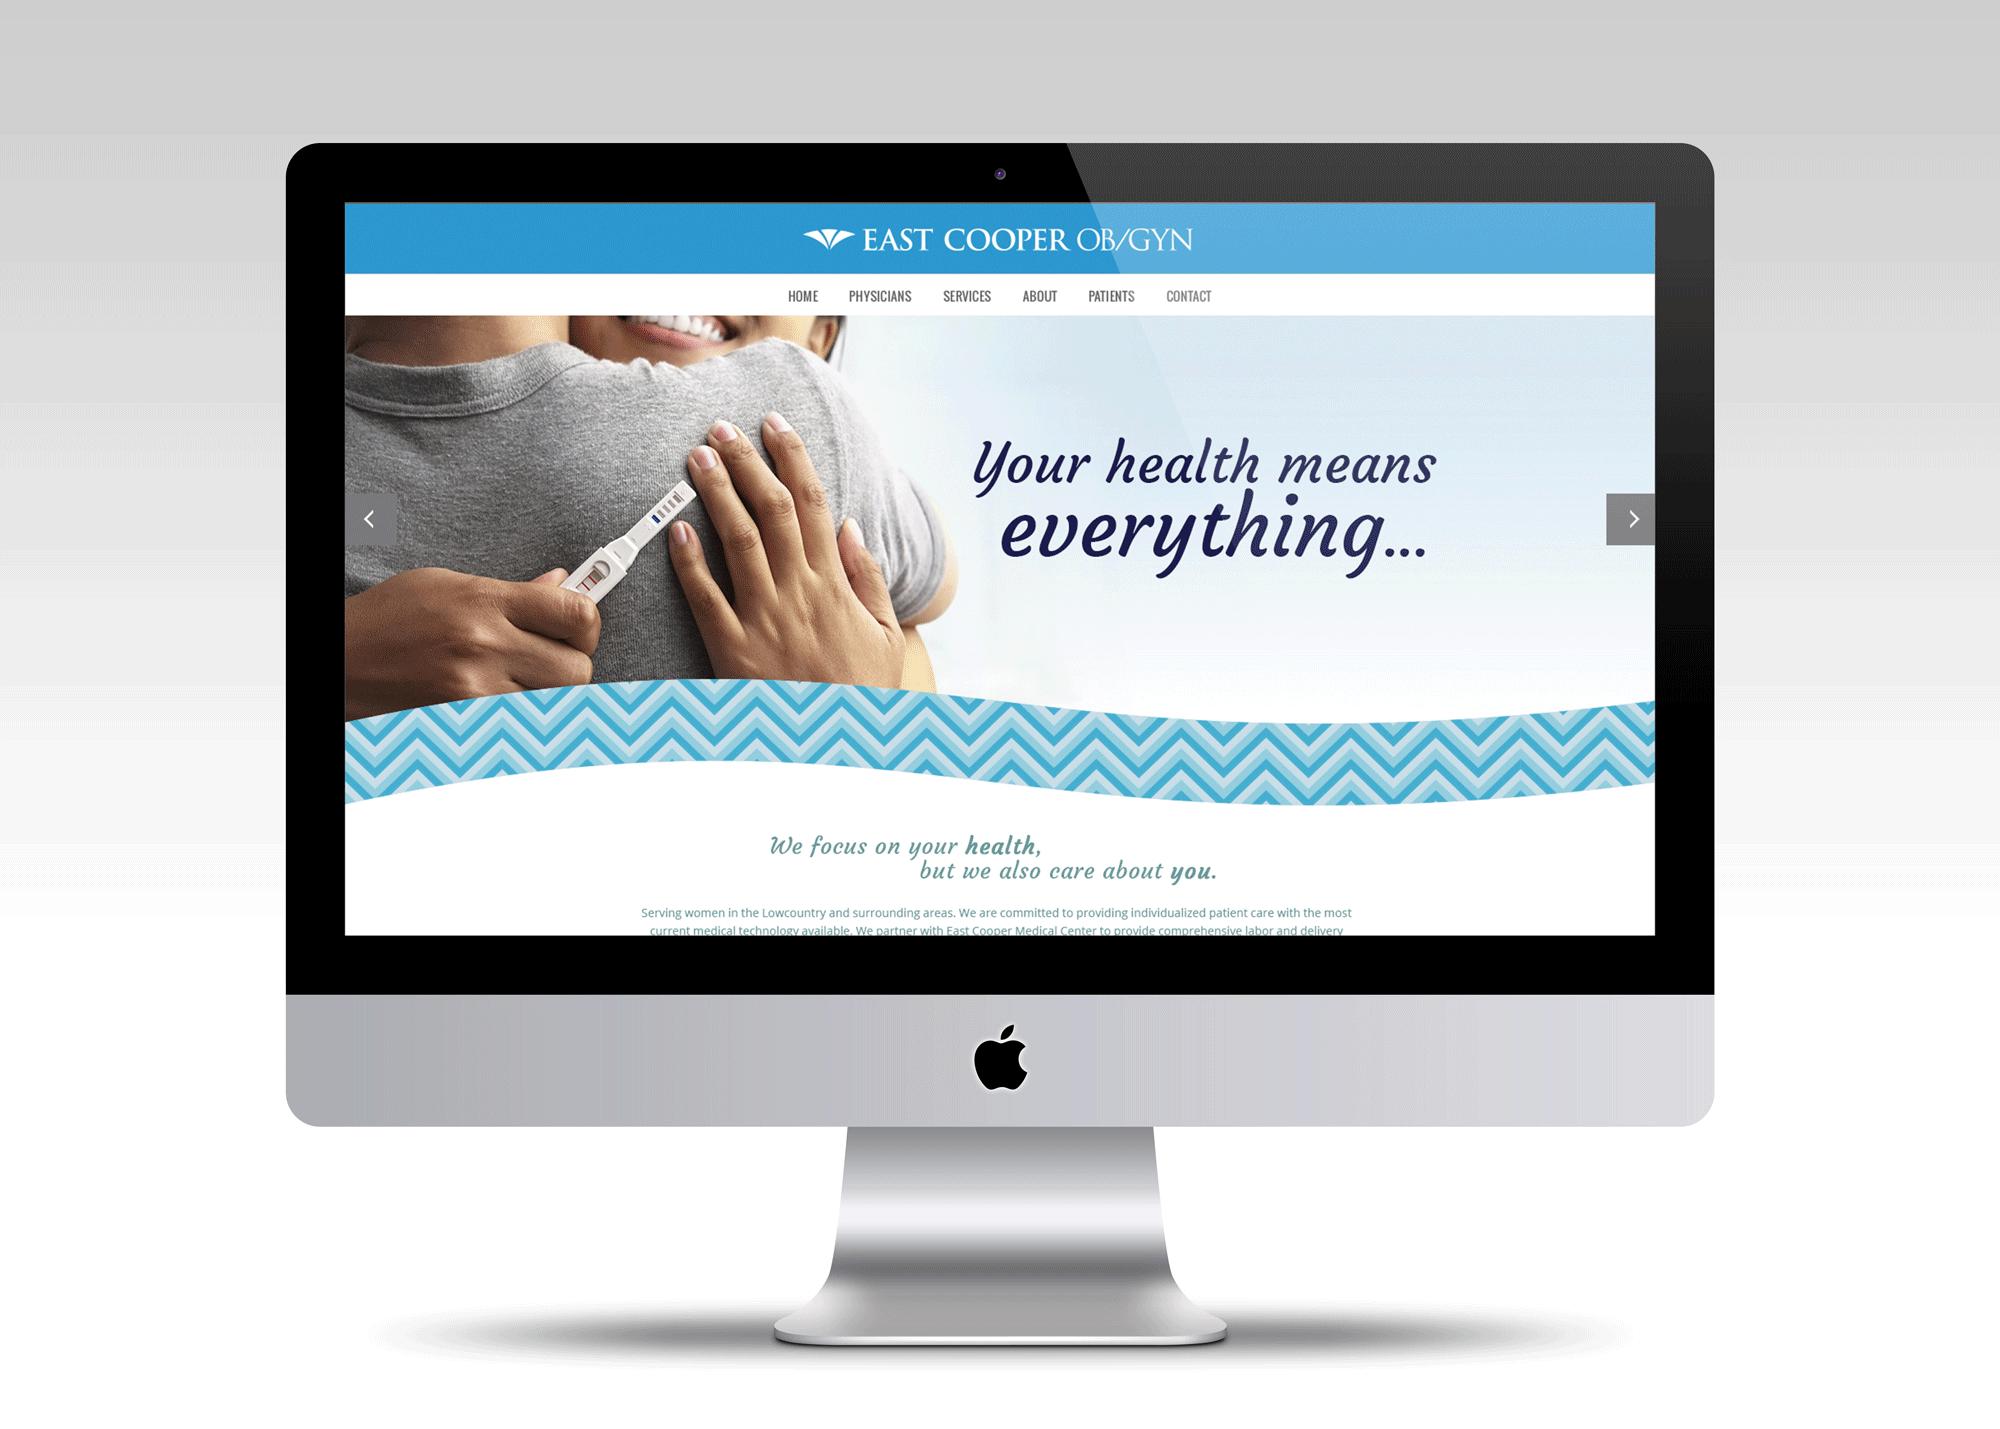 EAST COOPER OB/GYN
HOME PHYSICIANS SERVICES ABOUT PATIENTS CONTACT
Your health means
everything...
We focus on your health,
but we also care about you.
Serving women in the Lowcountry and surrounding areas. We are committed to providing individualized patient care with the most
current medical technology available. We partner with East Cooper Medical Center to provide comprehensive labor and delivery